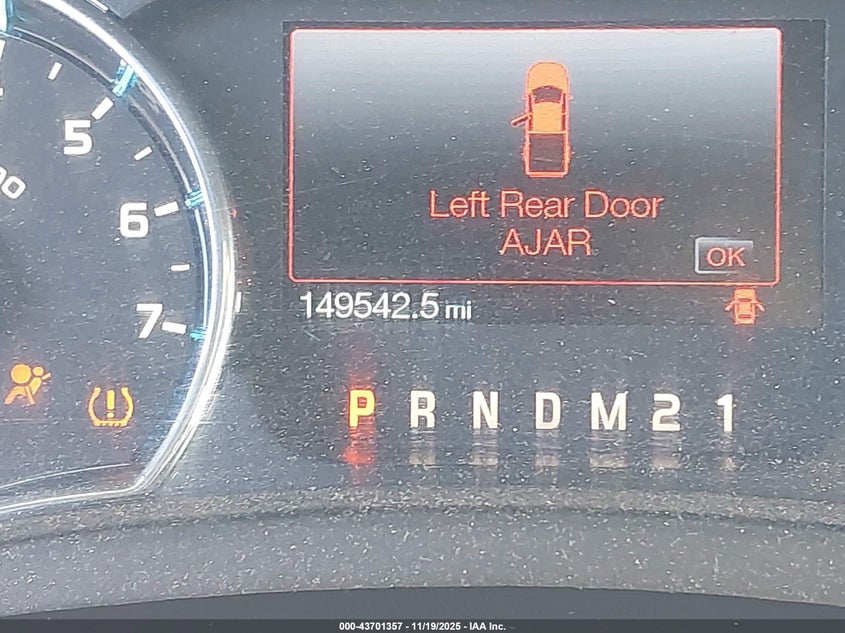 5
6
7
Left Rear Door
AJAR
OK
149542.5 mi
P R N D M 2 1
000-43701357 - 11/19/2025 - IAA Inc.